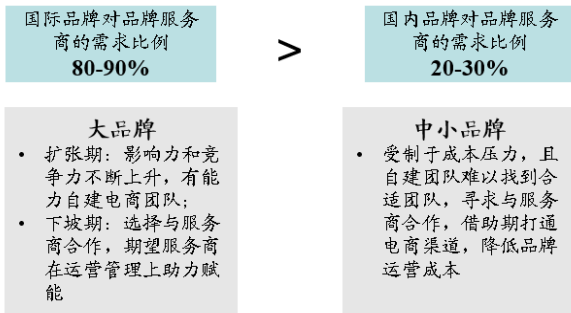 国际品牌对品牌服务
商的需求比例
80-90%
>
国内品牌对品牌服务
商的需求比例
20-30%
大品牌
• 扩张期：影响力和竞
争力不断上升，有能
力自建电商团队；
• 下坡期：选择与服务
商合作，期望服务商
在运营管理上助力赋
能
中小品牌
• 受制于成本压力，且
自建团队难以找到合
适团队，寻求与服务
商合作，借助期打通
电商渠道，降低品牌
运营成本